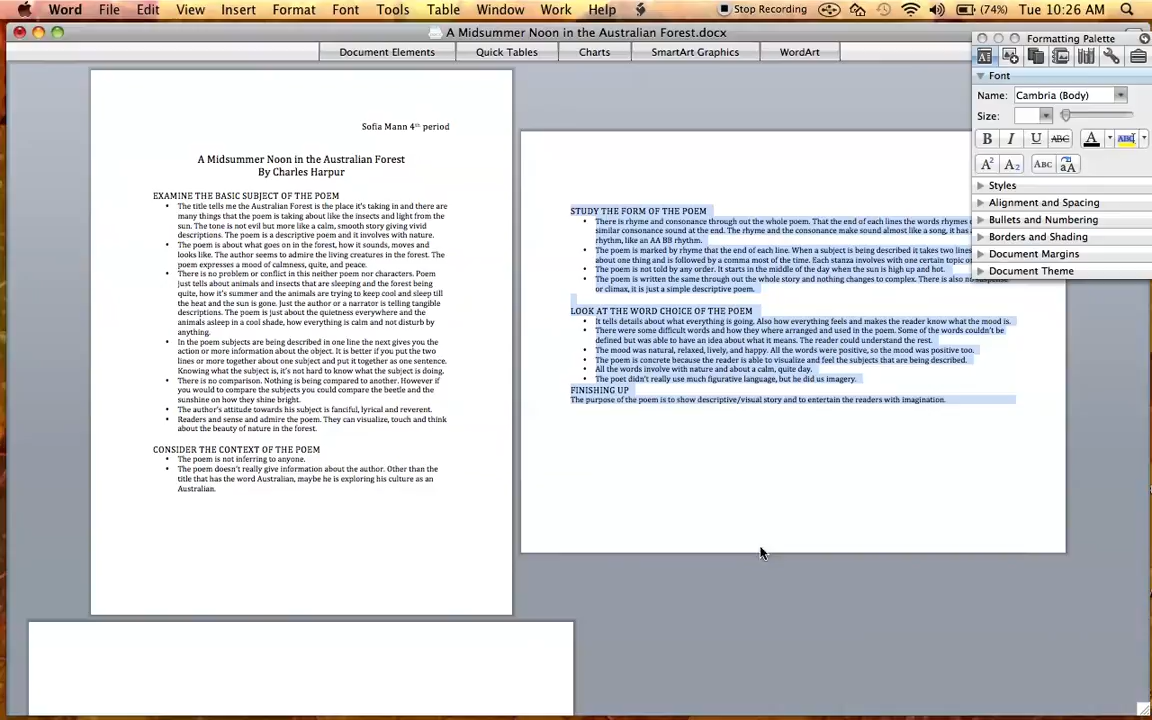 Word File Edit View Insert Format Font Tools Table Window Work Help Stop Recording (74%) Tue 10:26 AM
A Midsummer Noon in the Australian Forest.docx
Document Elements Quick Tables Charts SmartArt Graphics WordArt
Sofia Mann 4th period
A Midsummer Noon in the Australian Forest
By Charles Harpur
EXAMINE THE BASIC SUBJECT OF THE POEM
• The title tells me the Australian Forest is the place it's taking in and there are
many things that the poem is taking about like the insects and light from the
sun. The tone is not evil but more like a calm, smooth story giving vivid
descriptions. The poem is a descriptive poem and it involves with nature.
• The poem is about what goes on in the forest, how it sounds, moves and
looks like. The author seems to admire the living creatures in the forest. The
poem expresses a mood of calmness, quite, and peace.
• There is no problem or conflict in this neither poem nor characters. Poem
just tells about animals and insects that are sleeping and the forest being
quite, how it's summer and the animals are trying to keep cool and sleep till
the heat and the sun is gone. Just the author or a narrator is telling tangible
descriptions. The poem is just about the quietness everywhere and the
animals asleep in a cool shade, how everything is calm and not disturb by
anything.
• In the poem subjects are being described in one line the next gives you the
action or more information about the object. It is better if you put the two
lines or more together about one subject and put it together as one sentence.
Knowing what the subject is, it's not hard to know what the subject is doing.
• There is no comparison. Nothing is being compared to another. However if
you would to compare the subjects you could compare the beetle and the
sunshine on how they shine bright.
• The author's attitude towards his subject is fanciful, lyrical and reverent.
• Readers and sense and admire the poem. They can visualize, touch and think
about the beauty of nature in the forest.
CONSIDER THE CONTEXT OF THE POEM
• The poem is not inferring to anyone.
• The poem doesn't really give information about the author. Other than the
title that has the word Australian, maybe he is exploring his culture as an
Australian.
STUDY THE FORM OF THE POEM
• There is rhyme and consonance through out the whole poem. That the end of each lines the words rhymes
similar consonance sound at the end. The rhyme and the consonance make sound almost like a song, it has
rhythm, like an AA BB rhythm.
• The poem is marked by rhyme that the end of each line. When a subject is being described it takes two lines
about one thing and is followed by a comma most of the time. Each stanza involves with one certain topic
• The poem is not told by any order. It starts in the middle of the day when the sun is high up and hot.
• The poem is written the same through out the whole story and nothing changes to complex. There is also no suspense
or climax, it is just a simple descriptive poem.
LOOK AT THE WORD CHOICE OF THE POEM
• It tells details about what everything is going. Also how everything feels and makes the reader know what the mood is.
• There were some difficult words and how they where arranged and used in the poem. Some of the words couldn't be
defined but was able to have an idea about what it means. The reader could understand the rest.
• The mood was natural, relaxed, lively, and happy. All the words were positive, so the mood was positive too.
• The poem is concrete because the reader is able to visualize and feel the subjects that are being described.
• All the words involve with nature and about a calm, quite day.
• The poet didn't really use much figurative language, but he did us imagery.
FINISHING UP
The purpose of the poem is to show descriptive/visual story and to entertain the readers with imagination.
Formatting Palette
Font
Name: Cambria (Body)
Size:
B I U ABC A ABC
A² A₂ ABC aA
Styles
Alignment and Spacing
Bullets and Numbering
Borders and Shading
Document Margins
Document Theme